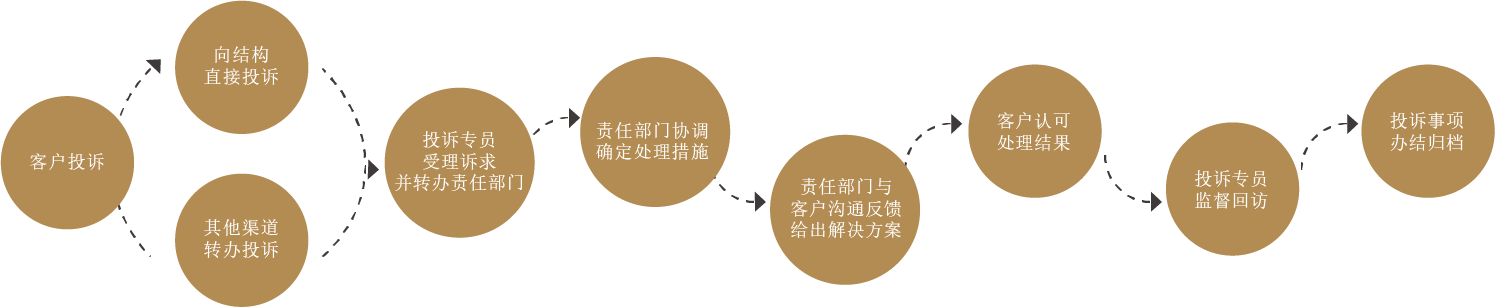 客户投诉
向结构
直接投诉
其他渠道
转办投诉
投诉专员
受理诉求
并转办责任部门
责任部门协调
确定处理措施
责任部门与
客户沟通反馈
给出解决方案
客户认可
处理结果
投诉专员
监督回访
投诉事项
办结归档